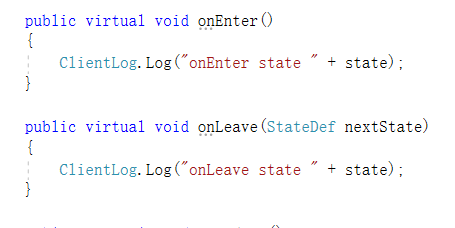 public virtual void onEnter()
{
    ClientLog.Log("onEnter state " + state);
}
public virtual void onLeave(StateDef nextState)
{
    ClientLog.Log("onLeave state " + state);
}